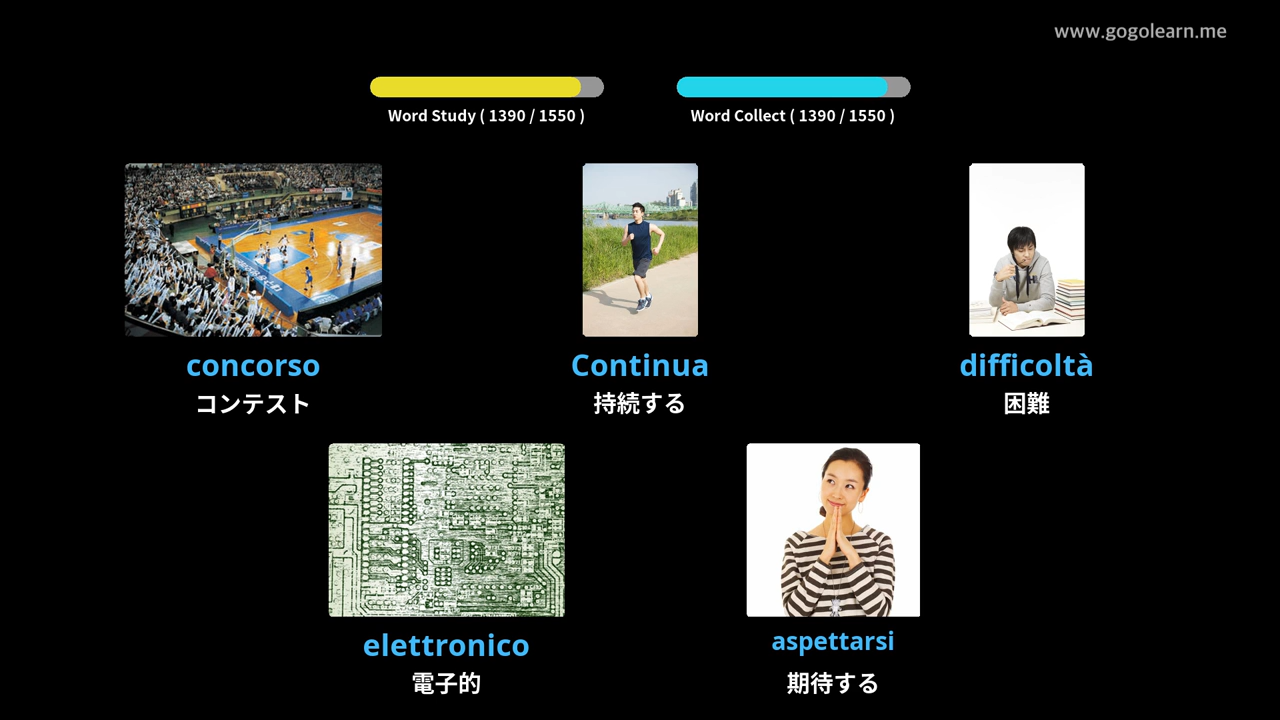 www.gogolearn.me
Word Study ( 1390 / 1550 )
Word Collect ( 1390 / 1550 )
concorso
コンテスト
Continua
持続する
difficoltà
困難
elettronico
電子的
aspettarsi
期待する